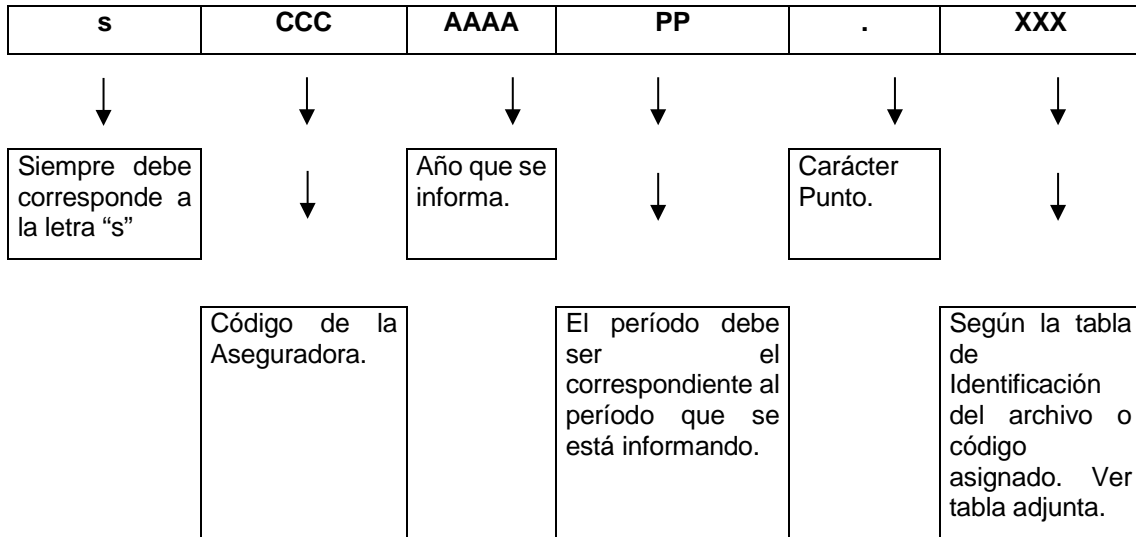 s CCC AAAA PP . XXX
Siempre debe
corresponde a
la letra “s”
Año que se
informa.
Carácter
Punto.
Código de la
Aseguradora.
El período debe
ser el
correspondiente al
período que se
está informando.
Según la tabla
de
Identificación
del archivo o
código
asignado. Ver
tabla adjunta.